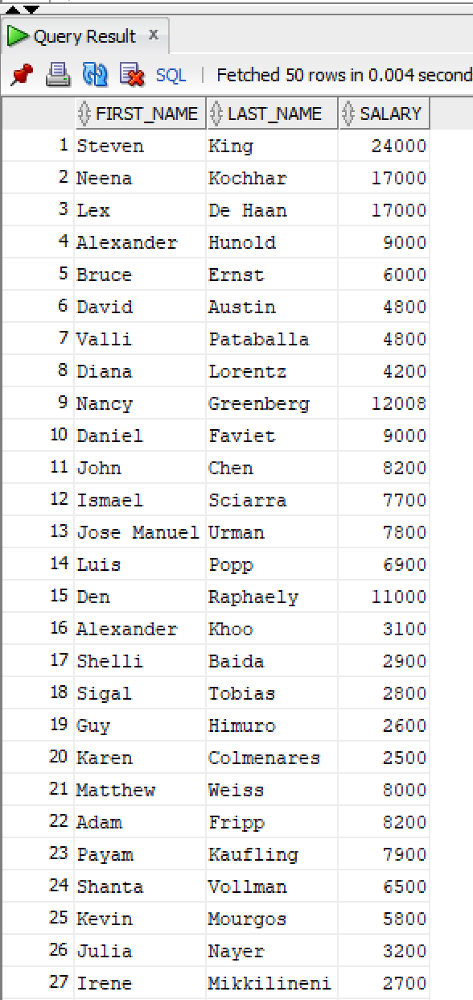 Query Result x
SQL | Fetched 50 rows in 0.004 second
FIRST_NAME LAST_NAME SALARY
1 Steven King 24000
2 Neena Kochhar 17000
3 Lex De Haan 17000
4 Alexander Hunold 9000
5 Bruce Ernst 6000
6 David Austin 4800
7 Valli Pataballa 4800
8 Diana Lorentz 4200
9 Nancy Greenberg 12008
10 Daniel Faviet 9000
11 John Chen 8200
12 Ismael Sciarra 7700
13 Jose Manuel Urman 7800
14 Luis Popp 6900
15 Den Raphaely 11000
16 Alexander Khoo 3100
17 Shelli Baida 2900
18 Sigal Tobias 2800
19 Guy Himuro 2600
20 Karen Colmenares 2500
21 Matthew Weiss 8000
22 Adam Fripp 8200
23 Payam Kaufling 7900
24 Shanta Vollman 6500
25 Kevin Mourgos 5800
26 Julia Nayer 3200
27 Irene Mikkilineni 2700